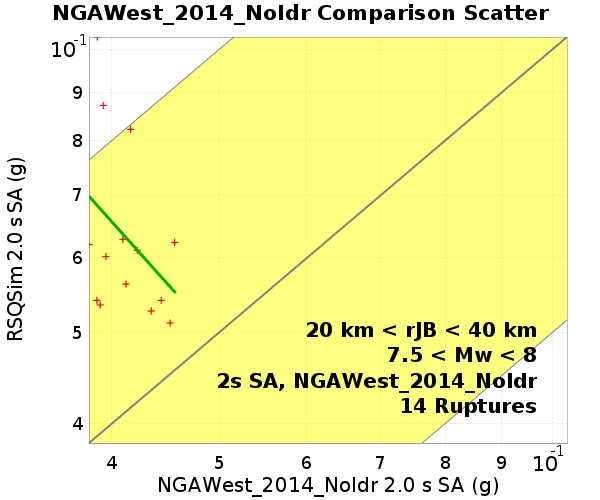 NGAWest_2014_NoIdr Comparison Scatter
RSQSim 2.0 s SA (g)
10-1
9
8
7
6
5
4
20 km < rJB < 40 km
7.5 < Mw < 8
2s SA, NGAWest_2014_NoIdr
14 Ruptures
4 5 6 7 8 9 10-1
NGAWest_2014_NoIdr 2.0 s SA (g)